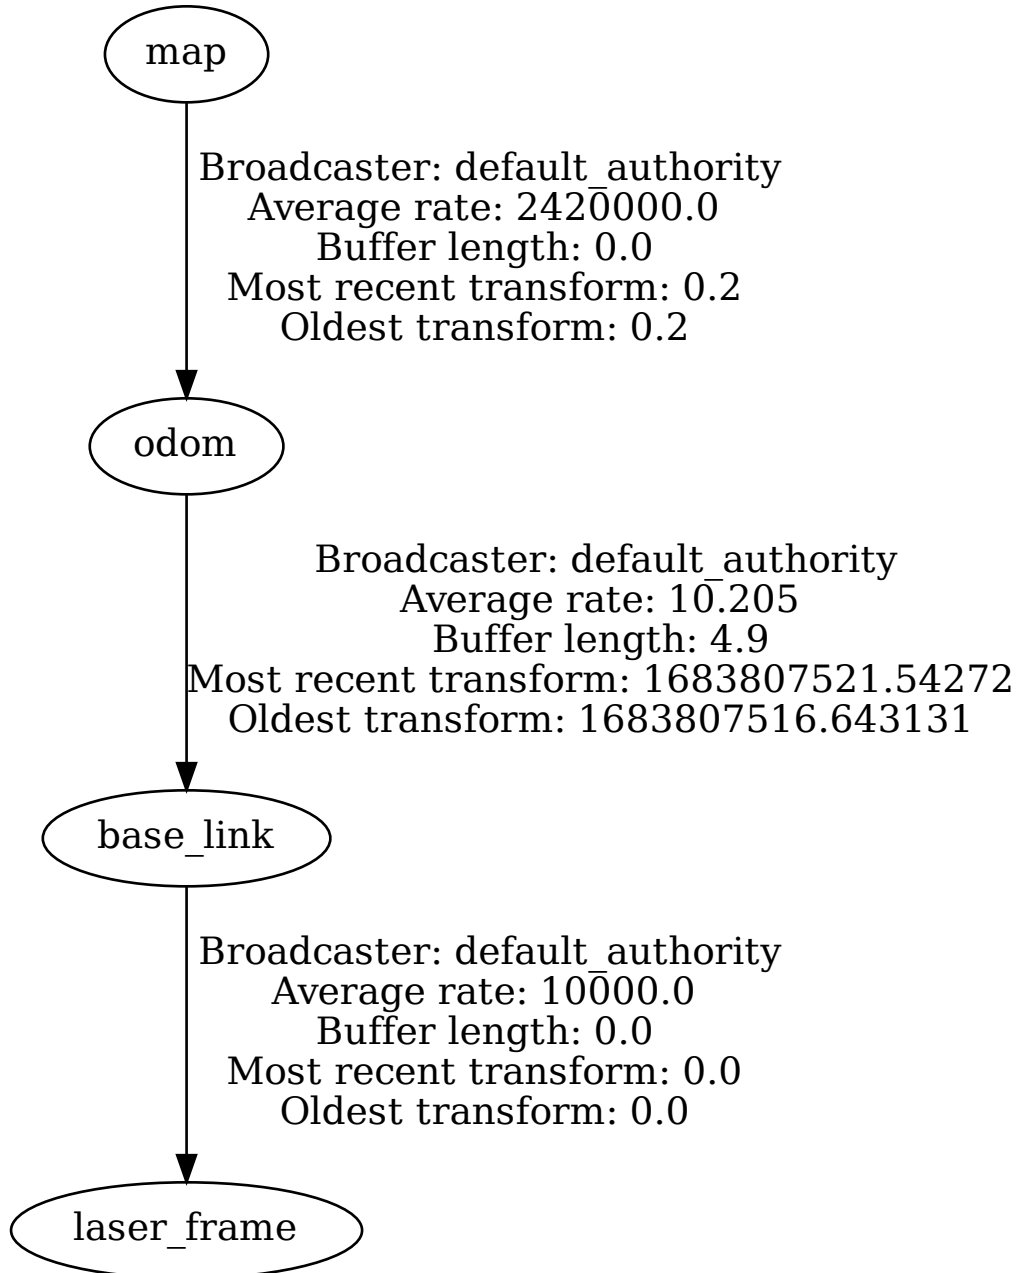 map
Broadcaster: default_authority
Average rate: 2420000.0
Buffer length: 0.0
Most recent transform: 0.2
Oldest transform: 0.2
odom
Broadcaster: default_authority
Average rate: 10.205
Buffer length: 4.9
Most recent transform: 1683807521.54272
Oldest transform: 1683807516.643131
base_link
Broadcaster: default_authority
Average rate: 10000.0
Buffer length: 0.0
Most recent transform: 0.0
Oldest transform: 0.0
laser_frame